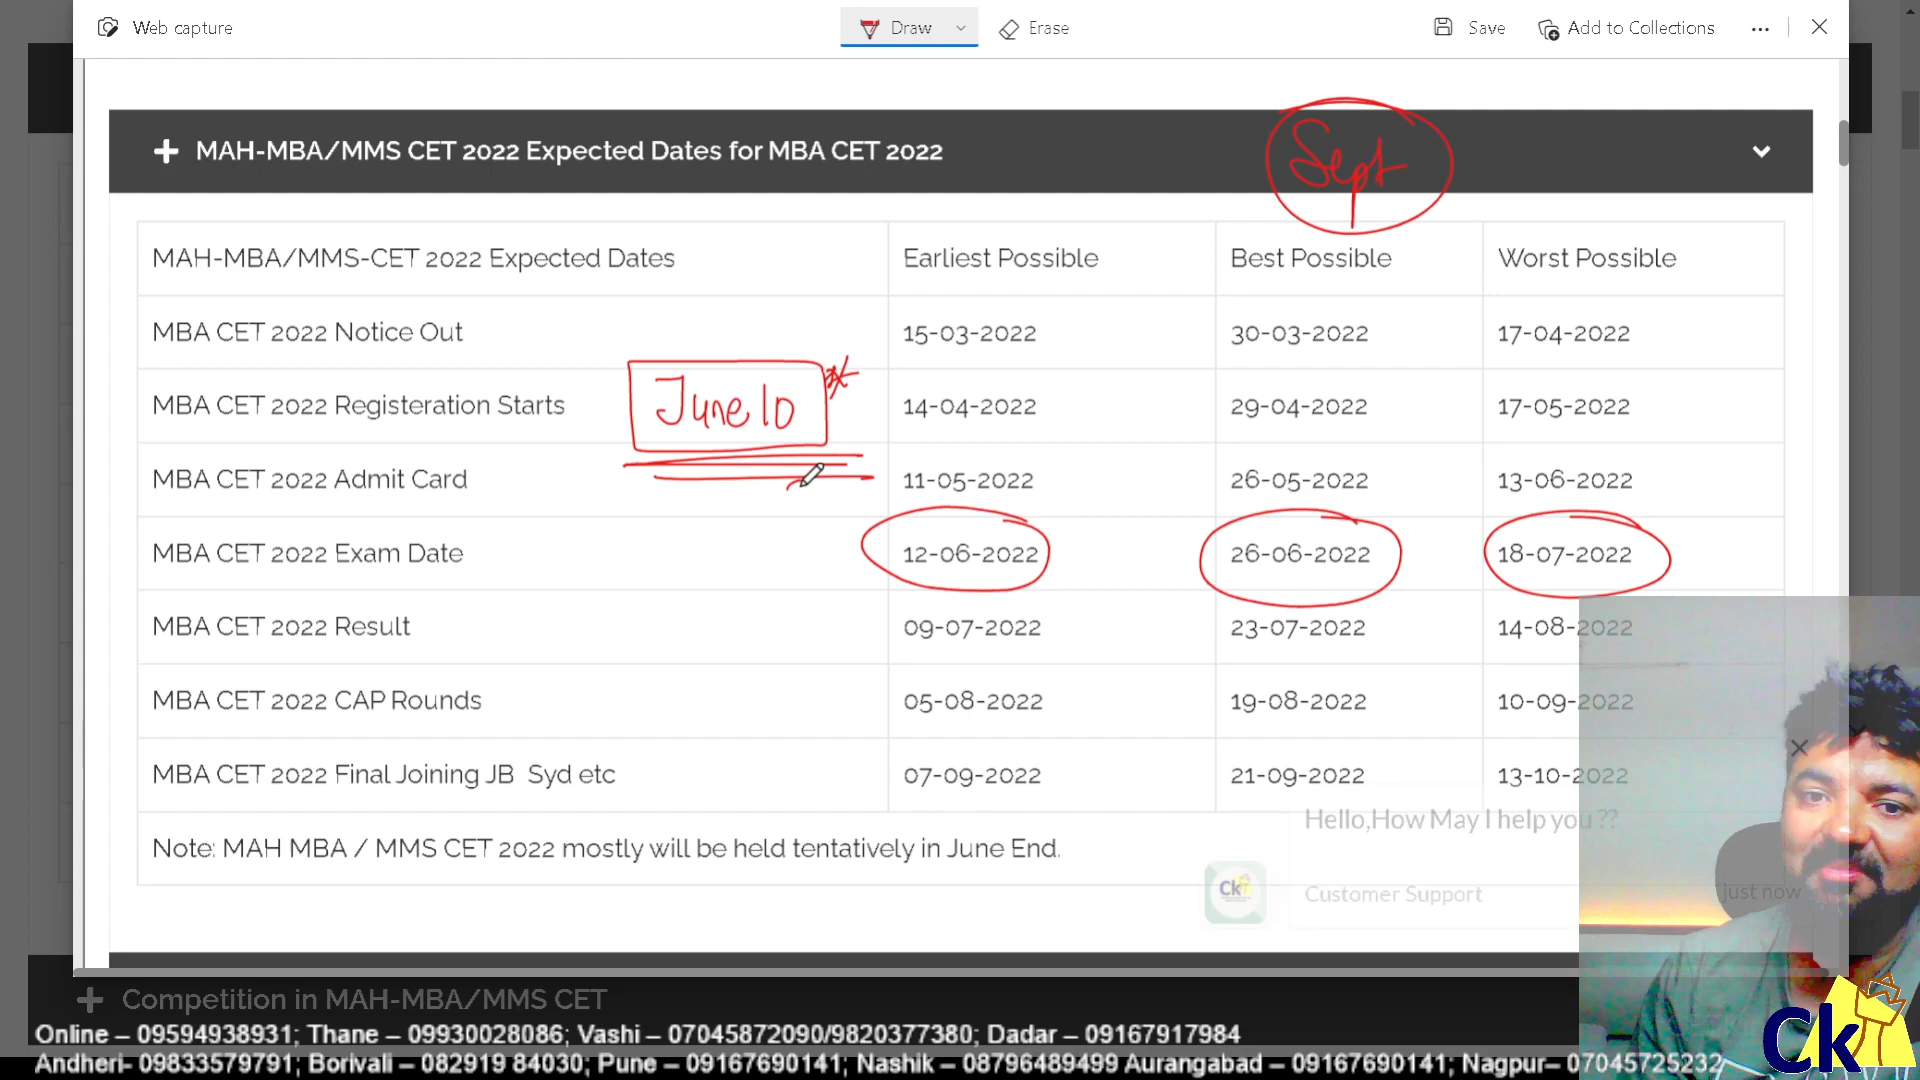 Web capture
Draw
Erase
Save
Add to Collections
MAH-MBA/MMS CET 2022 Expected Dates for MBA CET 2022
Sept
MAH-MBA/MMS-CET 2022 Expected Dates Earliest Possible Best Possible Worst Possible
MBA CET 2022 Notice Out 15-03-2022 30-03-2022 17-04-2022
MBA CET 2022 Registeration Starts June 10 14-04-2022 29-04-2022 17-05-2022
MBA CET 2022 Admit Card 11-05-2022 26-05-2022 13-06-2022
MBA CET 2022 Exam Date 12-06-2022 26-06-2022 18-07-2022
MBA CET 2022 Result 09-07-2022 23-07-2022 14-08-2022
MBA CET 2022 CAP Rounds 05-08-2022 19-08-2022 10-09-2022
MBA CET 2022 Final Joining JB Syd etc 07-09-2022 21-09-2022 13-10-2022
Hello,How May I help you ??
Note: MAH MBA / MMS CET 2022 mostly will be held tentatively in June End.
Ck
Customer Support
just now
Competition in MAH-MBA/MMS CET
Online – 09594938931; Thane – 09930028086; Vashi – 07045872090/9820377380; Dadar – 09167917984
Andheri- 09833579791; Borivali – 082919 84030; Pune – 09167690141; Nashik – 08796489499 Aurangabad – 09167690141; Nagpur– 07045725232
Ck